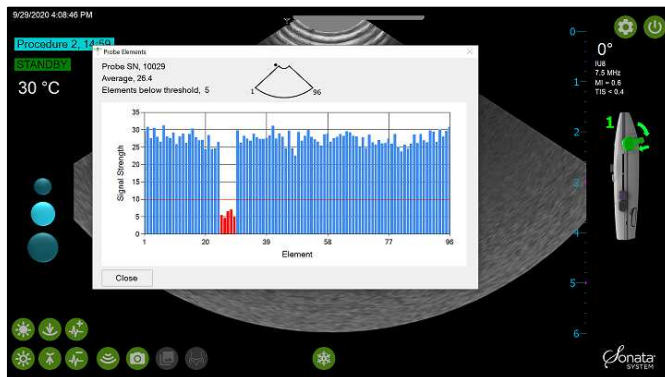 9/29/2020 4:08:46 PM
Procedure 2, 14:59
STANDBY
30 °C
Probe Elements
Probe SN, 10029
Average, 26.4
Elements below threshold, 5
1
96
35
30
25
20
15
10
5
0
Signal Strength
1
20
39
58
77
96
Element
Close
0
1
2
3
4
5
6
0°
IU8
7.5 MHz
MI = 0.6
TIS < 0.4
1
Sonata
SYSTEM